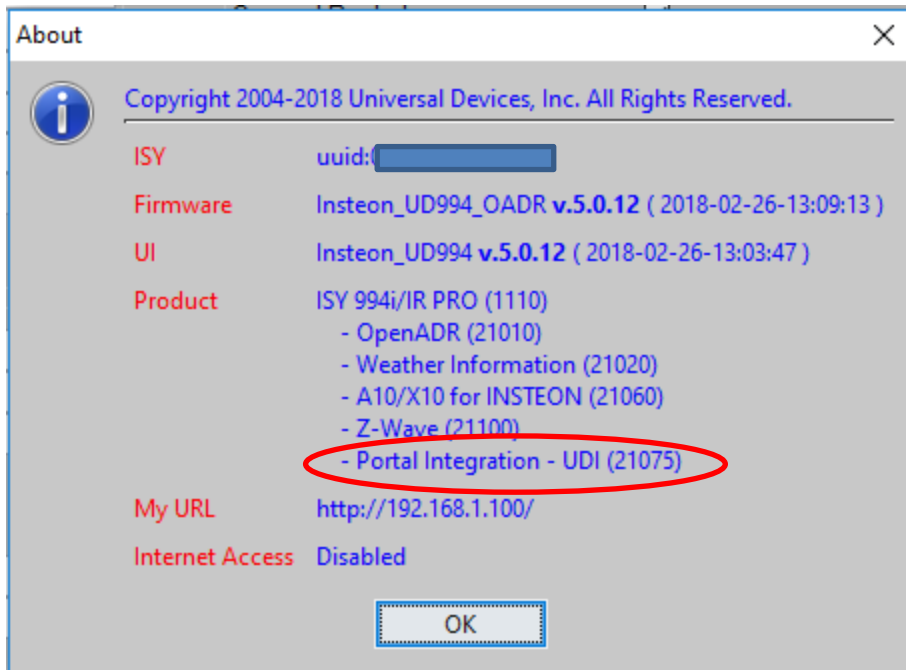 About
Copyright 2004-2018 Universal Devices, Inc. All Rights Reserved.
ISY uuid:
Firmware Insteon_UD994_OADR v.5.0.12 ( 2018-02-26-13:09:13 )
UI Insteon_UD994 v.5.0.12 ( 2018-02-26-13:03:47 )
Product ISY 994i/IR PRO (1110)
- OpenADR (21010)
- Weather Information (21020)
- A10/X10 for INSTEON (21060)
- Z-Wave (21100)
- Portal Integration - UDI (21075)
My URL http://192.168.1.100/
Internet Access Disabled
OK